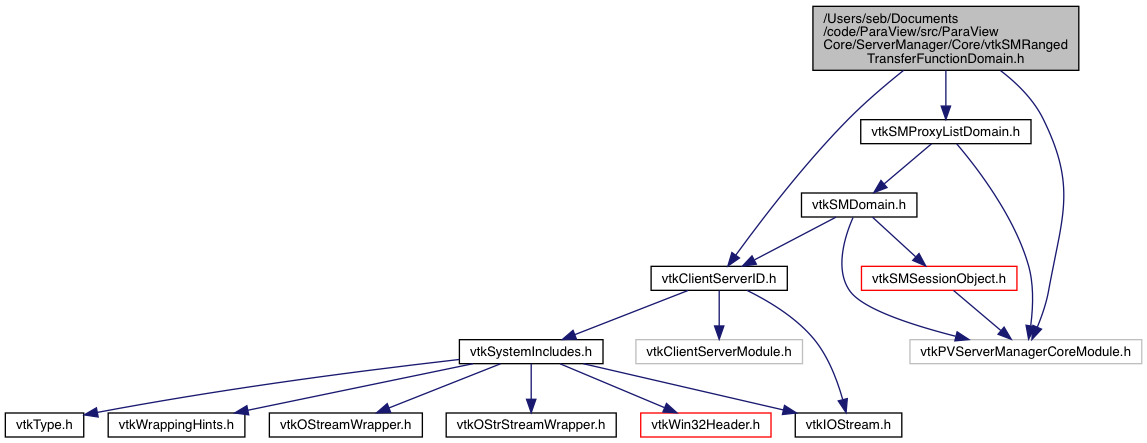 /Users/seb/Documents
/code/ParaView/src/ParaView
Core/ServerManager/Core/vtkSMRanged
TransferFunctionDomain.h
vtkSMProxyListDomain.h
vtkSMDomain.h
vtkClientServerID.h
vtkSMSessionObject.h
vtkSystemIncludes.h
vtkClientServerModule.h
vtkPVServerManagerCoreModule.h
vtkType.h
vtkWrappingHints.h
vtkOStreamWrapper.h
vtkOStrStreamWrapper.h
vtkWin32Header.h
vtkIOStream.h